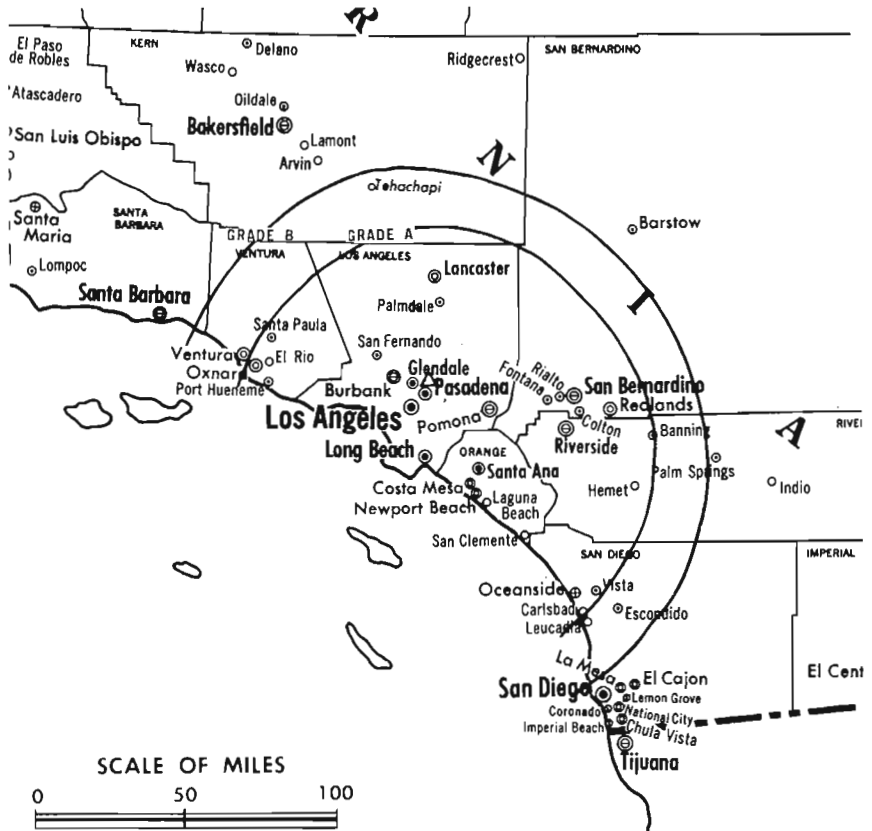 R
El Paso
de Robles
KERN
Delano
Wasco
Ridgecrest
SAN BERNARDINO
Atascadero
Oildale
Bakersfield
San Luis Obispo
Lamont
Arvin
N
Tehachapi
Santa
Maria
SANTA
BARBARA
GRADE B
GRADE A
VENTURA
LOS ANGELES
Barstow
Lompoc
Lancaster
Santa Barbara
Palmdale
I
Santa Paula
San Fernando
Ventura
El Rio
Oxnar
Port Hueneme
Burbank
Glendale
Pasadena
Fontana
Rialto
San Bernardino
Redlands
Los Angeles
Pomona
Colton
RIVE
A
Riverside
Banning
Long Beach
ORANGE
Santa Ana
Palm Springs
Costa Mesa
Newport Beach
Laguna
Beach
Hemet
Indio
San Clemente
SAN DIEGO
IMPERIAL
Oceanside
Vista
Carlsbad
Leucadia
Escondido
La Mesa
El Cajon
El Cent
San Diego
Lemon Grove
Coronado
National City
Imperial Beach
Chula Vista
Tijuana
SCALE OF MILES
0 50 100